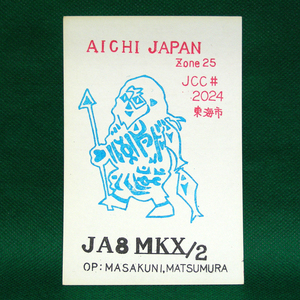 AICHI JAPAN
Zone 25
JCC#
2024
東海市
JA8 MKX/2
OP: MASAKUNI, MATSUMURA